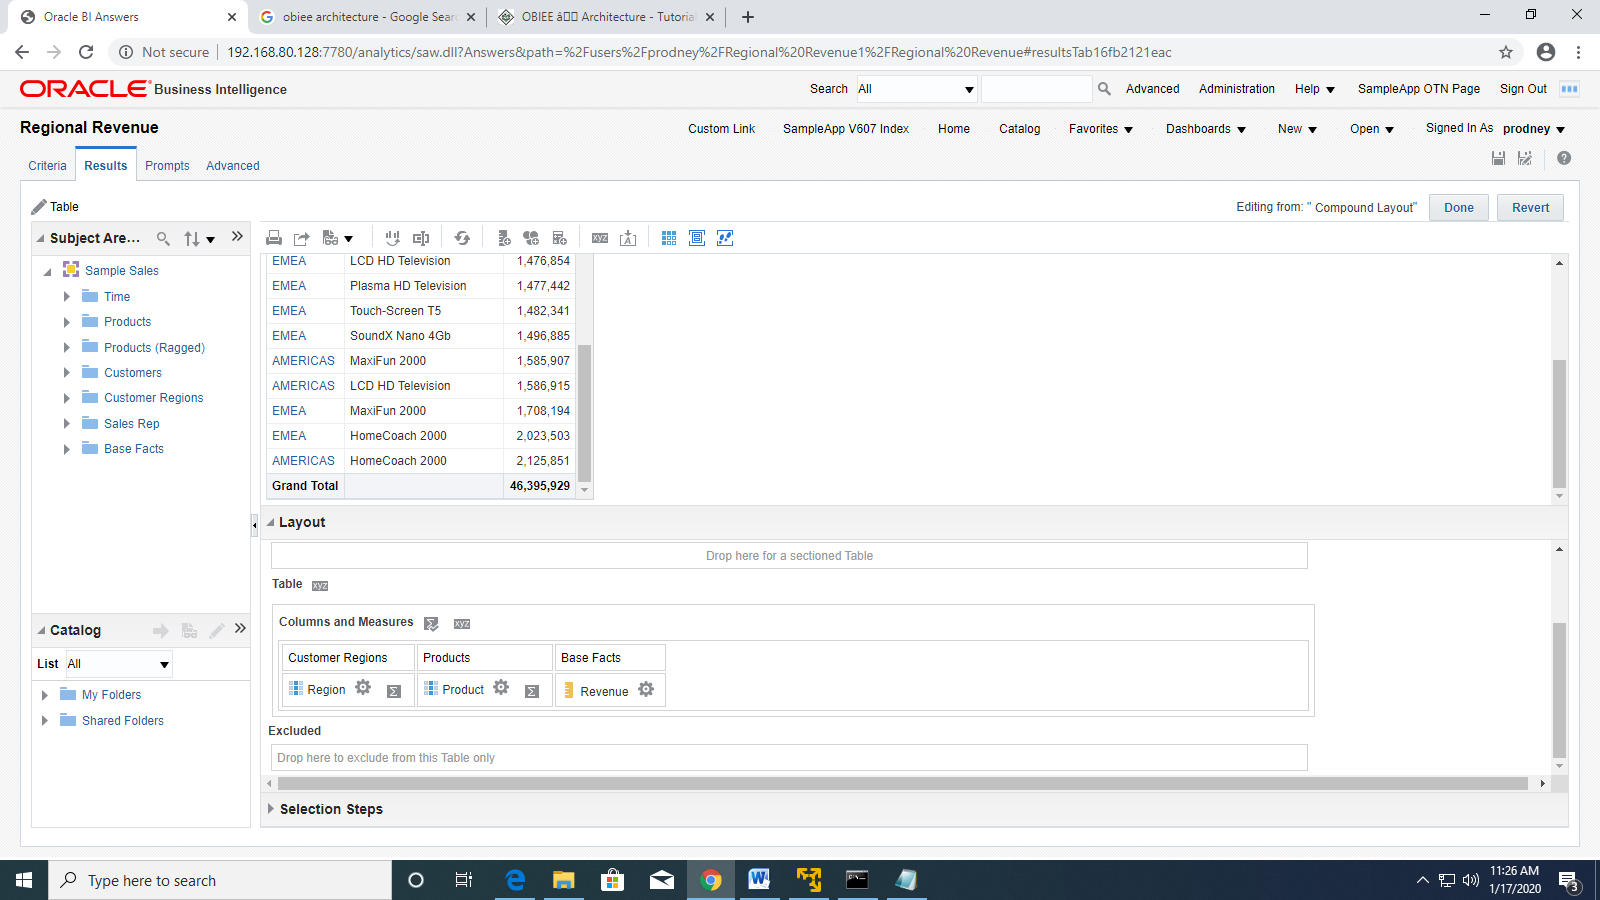 Oracle BI Answers
obiee architecture - Google Sear
OBIEE â Architecture - Tutorial
Not secure
192.168.80.128:7780/analytics/saw.dll?Answers&path=%2Fusers%2Fprodney%2FRegional%20Revenue1%2FRegional%20Revenue#resultsTab16fb2121eac
ORACLE Business Intelligence
Search All Advanced Administration Help SampleApp OTN Page Sign Out
Regional Revenue
Custom Link SampleApp V607 Index Home Catalog Favorites Dashboards New Open Signed In As prodney
Criteria Results Prompts Advanced
Table
Editing from: " Compound Layout" Done Revert
Subject Are...
Sample Sales
Time
Products
Products (Ragged)
Customers
Customer Regions
Sales Rep
Base Facts
Catalog
List All
My Folders
Shared Folders
xyz
EMEA LCD HD Television 1,476,854
EMEA Plasma HD Television 1,477,442
EMEA Touch-Screen T5 1,482,341
EMEA SoundX Nano 4Gb 1,496,885
AMERICAS MaxiFun 2000 1,585,907
AMERICAS LCD HD Television 1,586,915
EMEA MaxiFun 2000 1,708,194
EMEA HomeCoach 2000 2,023,503
AMERICAS HomeCoach 2000 2,125,851
Grand Total 46,395,929
Layout
Drop here for a sectioned Table
Table xyz
Columns and Measures xyz
Customer Regions Products Base Facts
Region Σ Product Σ Revenue
Excluded
Drop here to exclude from this Table only
Selection Steps
Type here to search
11:26 AM
1/17/2020
3